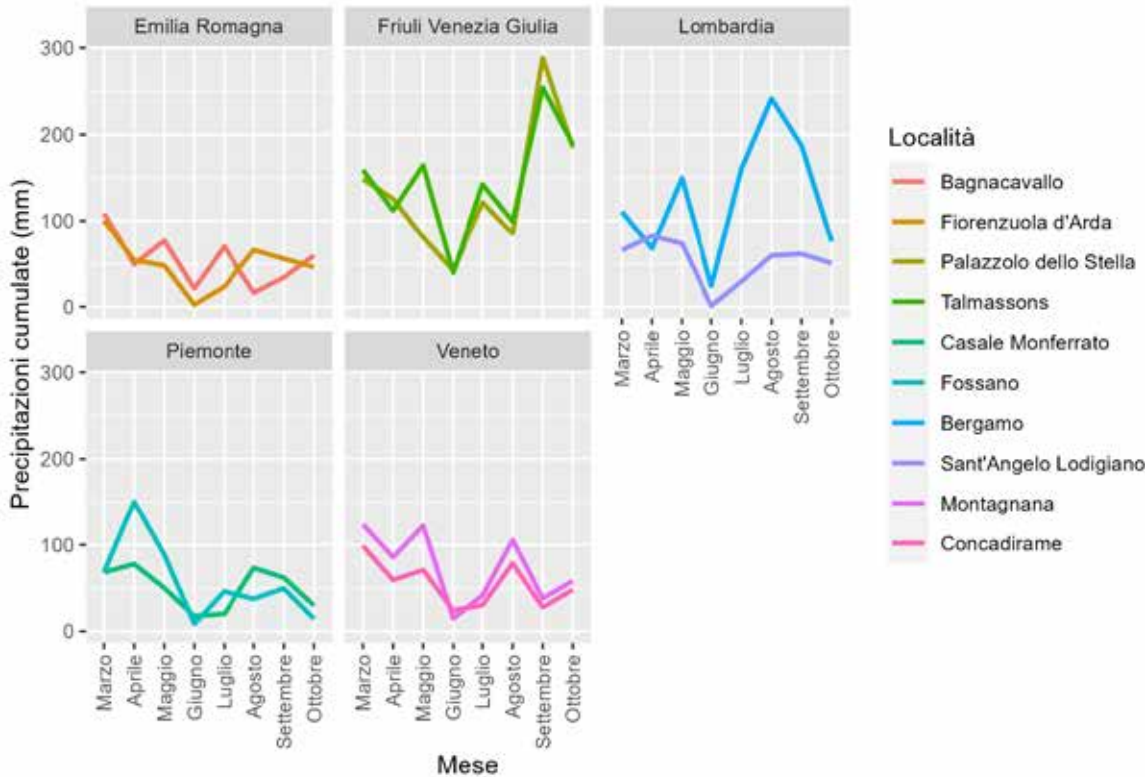 Emilia Romagna
Friuli Venezia Giulia
Lombardia
300
200
100
0
Marzo
Aprile
Maggio
Giugno
Luglio
Agosto
Settembre
Ottobre
Piemonte
Veneto
300
200
100
0
Marzo
Aprile
Maggio
Giugno
Luglio
Agosto
Settembre
Ottobre
Marzo
Aprile
Maggio
Giugno
Luglio
Agosto
Settembre
Ottobre
Precipitazioni cumulate (mm)
Mese
Località
Bagnacavallo
Fiorenzuola d'Arda
Palazzolo dello Stella
Talmassons
Casale Monferrato
Fossano
Bergamo
Sant'Angelo Lodigiano
Montagnana
Concadirame